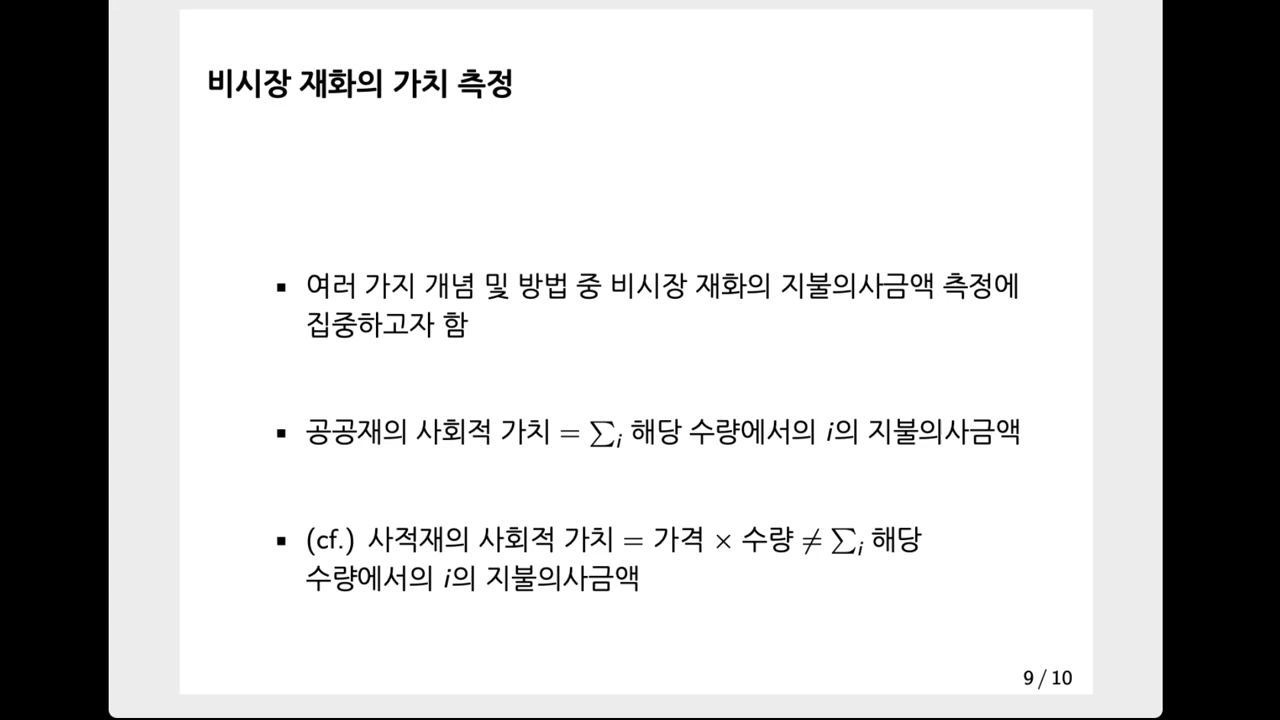 비시장 재화의 가치 측정
▪ 여러 가지 개념 및 방법 중 비시장 재화의 지불의사금액 측정에
집중하고자 함
▪ 공공재의 사회적 가치 = ∑i 해당 수량에서의 i의 지불의사금액
▪ (cf.) 사적재의 사회적 가치 = 가격 × 수량 ≠ ∑i 해당
수량에서의 i의 지불의사금액
9 / 10